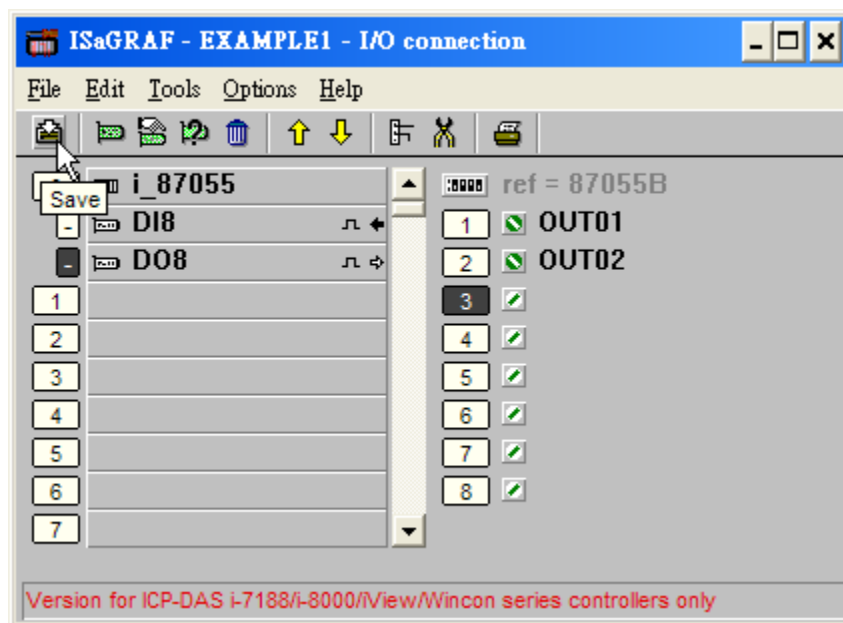 ISaGRAF - EXAMPLE1 - I/O connection
File Edit Tools Options Help
i_87055
ref = 87055B
Save
- DI8
1 OUT01
- DO8
2 OUT02
1
3
2
4
3
5
4
6
5
7
6
8
7
Version for ICP-DAS i-7188/i-8000/iView/Wincon series controllers only